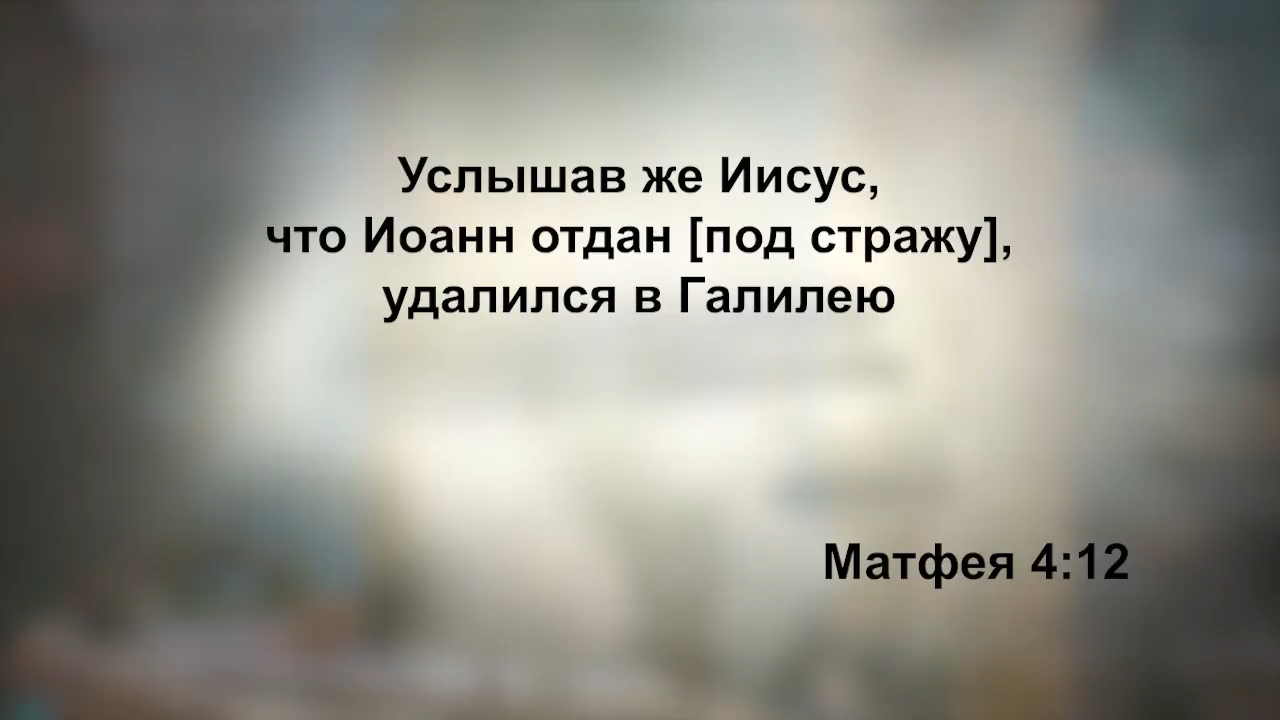 Услышав же Иисус,
что Иоанн отдан [под стражу],
удалился в Галилею
Матфея 4:12